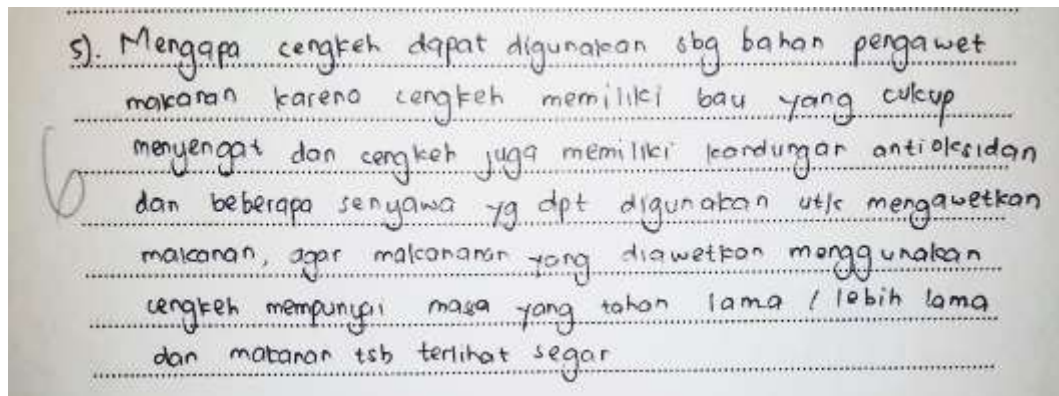 5). Mengapa cengkeh dapat digunakan sbg bahan pengawet
makanan karena cengkeh memiliki bau yang cukup
menyengat dan cengkeh juga memiliki kandungan antioksidan
6
dan beberapa senyawa yg dpt digunakan utk mengawetkan
makanan, agar makanan yang diawetkan menggunakan
cengkeh mempunyai masa yang tahan lama / lebih lama
dan makanan tsb terlihat segar